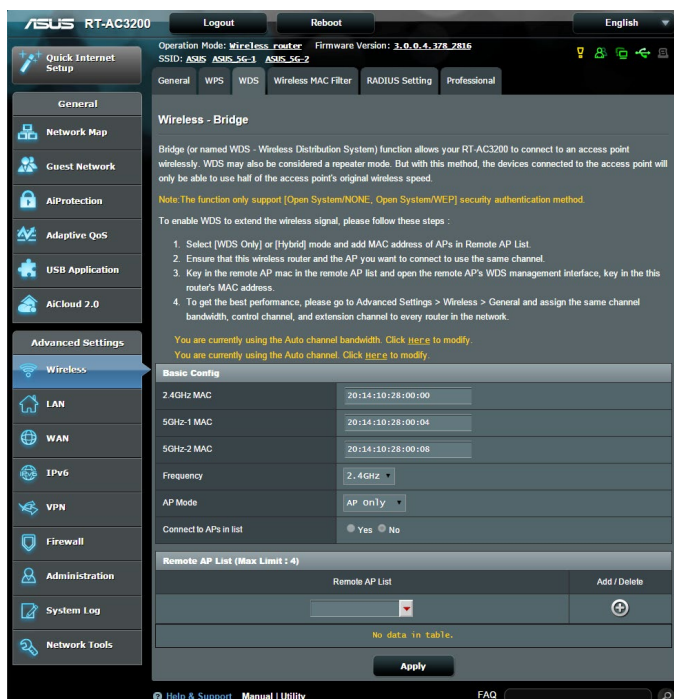 ASUS RT-AC3200 Logout Reboot English
Quick Internet Setup
Operation Mode: Wireless router Firmware Version: 3.0.0.4.378_2816
SSID: ASUS ASUS_5G-1 ASUS_5G-2
General WPS WDS Wireless MAC Filter RADIUS Setting Professional
General
Network Map
Guest Network
AiProtection
Adaptive QoS
USB Application
AiCloud 2.0
Advanced Settings
Wireless
LAN
WAN
IPv6
VPN
Firewall
Administration
System Log
Network Tools
Wireless - Bridge
Bridge (or named WDS - Wireless Distribution System) function allows your RT-AC3200 to connect to an access point
wirelessly. WDS may also be considered a repeater mode. But with this method, the devices connected to the access point will
only be able to use half of the access point's original wireless speed.
Note:The function only support [Open System/NONE, Open System/WEP] security authentication method.
To enable WDS to extend the wireless signal, please follow these steps :
1. Select [WDS Only] or [Hybrid] mode and add MAC address of APs in Remote AP List.
2. Ensure that this wireless router and the AP you want to connect to use the same channel.
3. Key in the remote AP mac in the remote AP list and open the remote AP's WDS management interface, key in the this
router's MAC address.
4. To get the best performance, please go to Advanced Settings > Wireless > General and assign the same channel
bandwidth, control channel, and extension channel to every router in the network.
You are currently using the Auto channel bandwidth. Click Here to modify.
You are currently using the Auto channel. Click Here to modify.
Basic Config
2.4GHz MAC 20:14:10:28:00:00
5GHz-1 MAC 20:14:10:28:00:04
5GHz-2 MAC 20:14:10:28:00:08
Frequency 2.4GHz
AP Mode AP Only
Connect to APs in list Yes No
Remote AP List (Max Limit : 4)
Remote AP List Add / Delete
No data in table.
Apply
Help & Support Manual | Utility FAQ